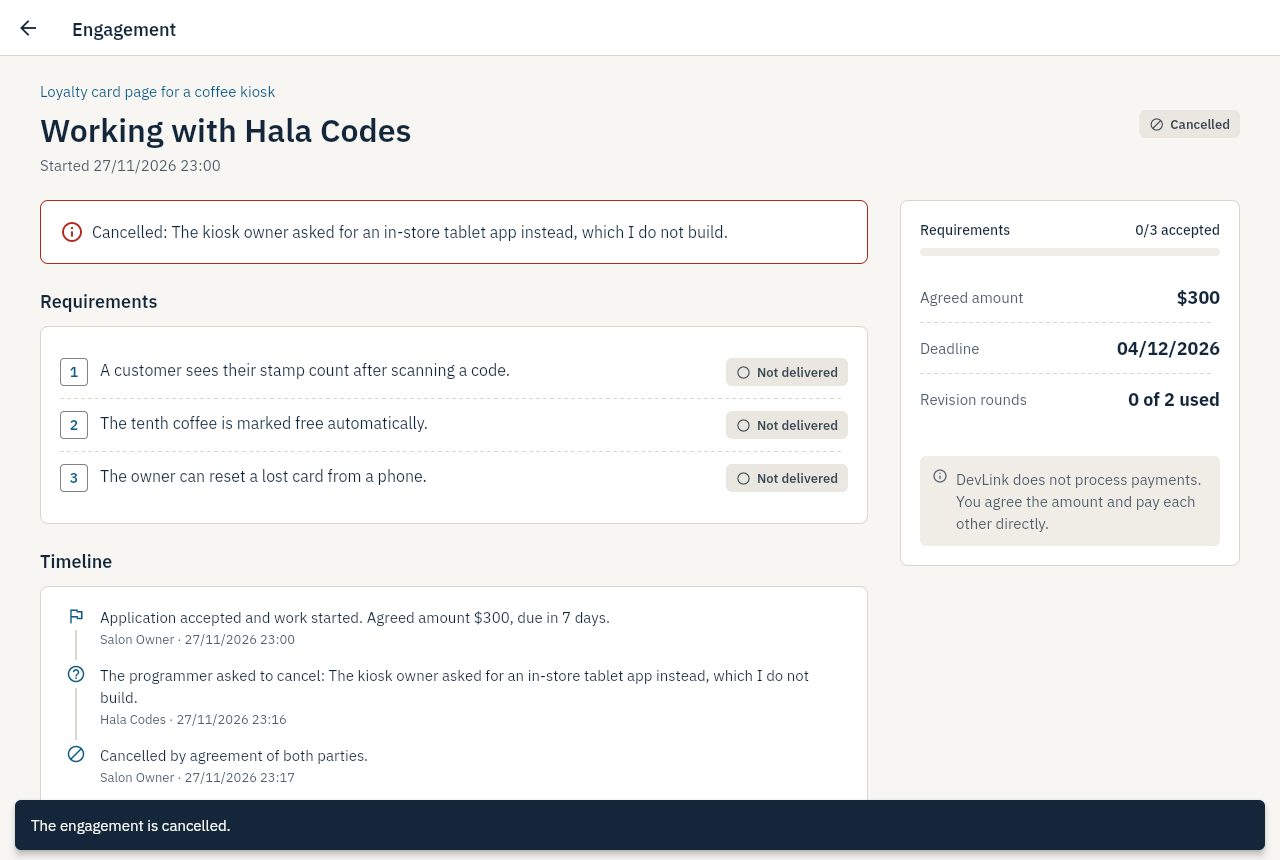 Engagement
Loyalty card page for a coffee kiosk
Working with Hala Codes
Cancelled
Started 27/11/2026 23:00
Cancelled: The kiosk owner asked for an in-store tablet app instead, which I do not build.
Requirements
1 A customer sees their stamp count after scanning a code. Not delivered
2 The tenth coffee is marked free automatically. Not delivered
3 The owner can reset a lost card from a phone. Not delivered
Timeline
Application accepted and work started. Agreed amount $300, due in 7 days.
Salon Owner · 27/11/2026 23:00
The programmer asked to cancel: The kiosk owner asked for an in-store tablet app instead, which I do not
build.
Hala Codes · 27/11/2026 23:16
Cancelled by agreement of both parties.
Salon Owner · 27/11/2026 23:17
Requirements 0/3 accepted
Agreed amount $300
Deadline 04/12/2026
Revision rounds 0 of 2 used
DevLink does not process payments.
You agree the amount and pay each
other directly.
The engagement is cancelled.